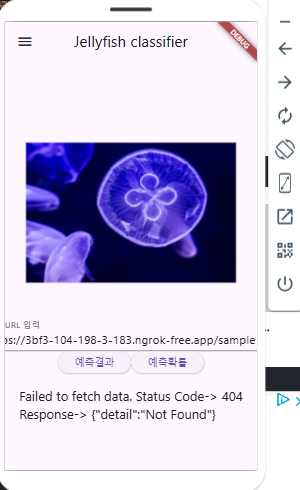 Jellyfish classifier
DEBUG
URL 입력
ps://3bf3-104-198-3-183.ngrok-free.app/sample
예측결과 예측확률
Failed to fetch data. Status Code-> 404
Response-> {"detail":"Not Found"}